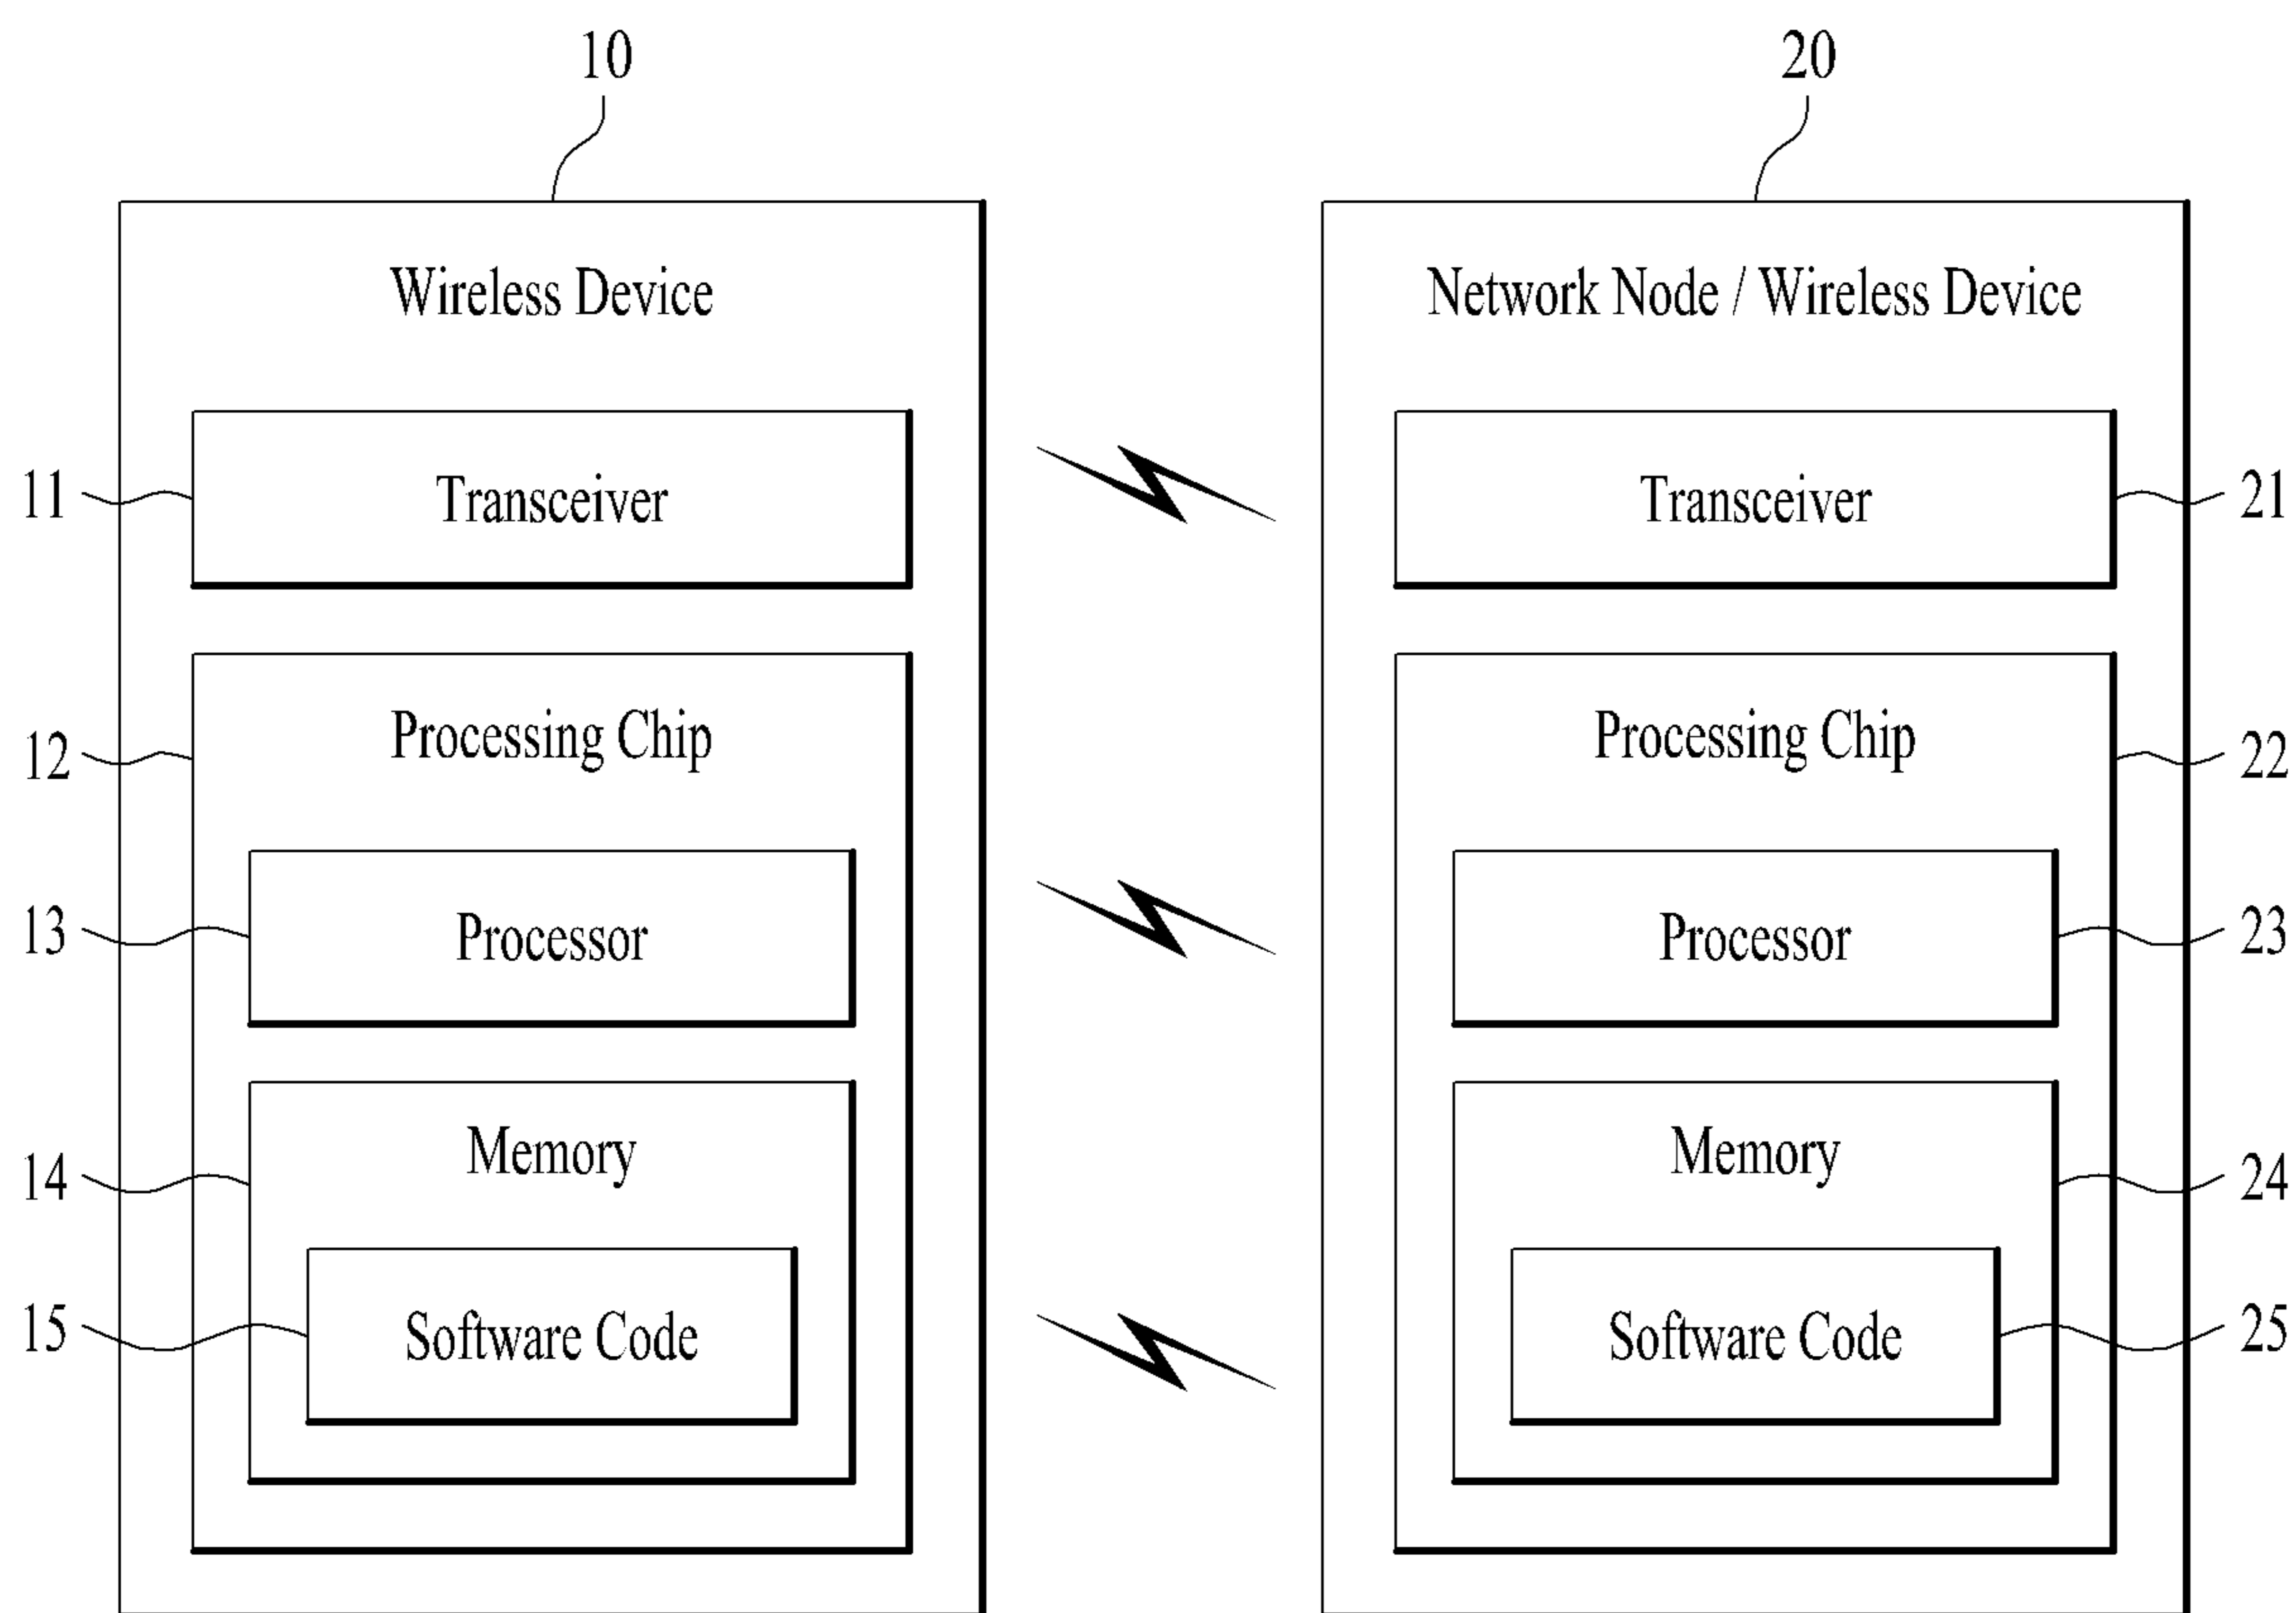 10
20
Wireless Device
Network Node / Wireless Device
11
Transceiver
Transceiver
21
12
Processing Chip
Processing Chip
22
13
Processor
Processor
23
14
Memory
Memory
24
15
Software Code
Software Code
25